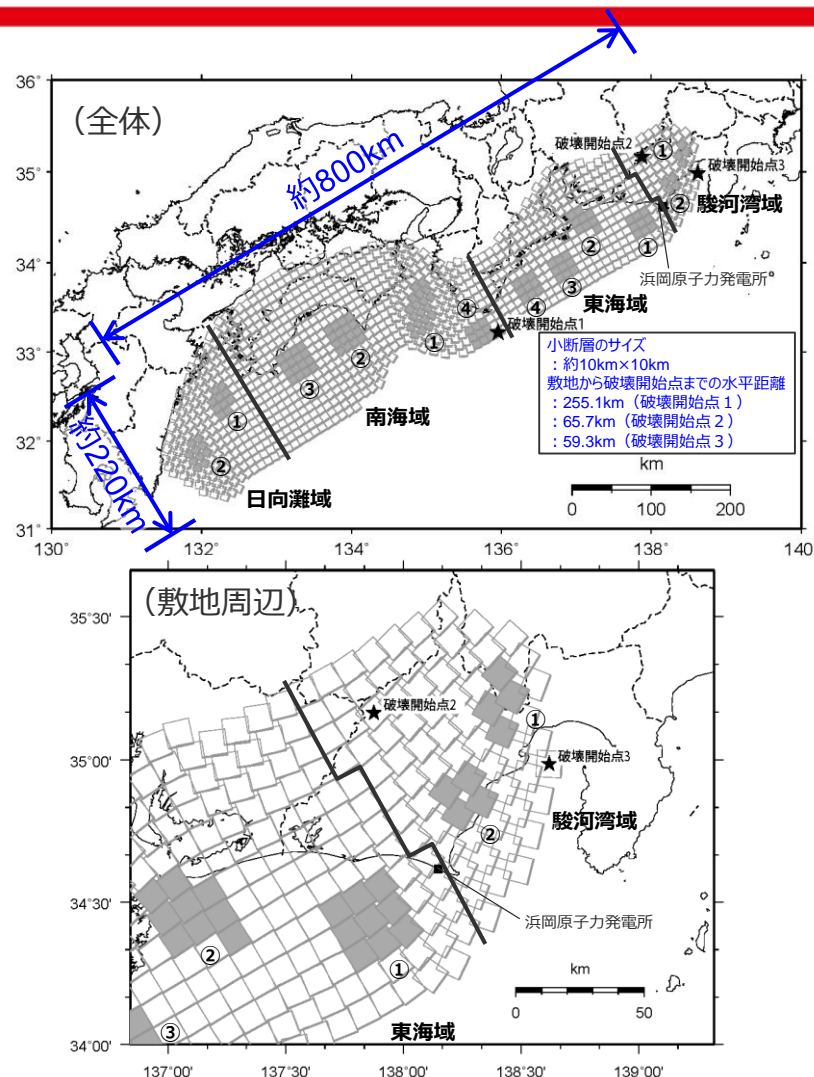 36°
35°
34°
33°
32°
31°
130
132
134
136
138
140
（全体）
約800km
約220km
破壊開始点2
①
破壊開始点3
②
駿河湾域
②
①
浜岡原子力発電所
③
④
東海域
④
破壊開始点1
①
②
③
南海域
①
②
日向灘域
小断層のサイズ
：約10km×10km
敷地から破壊開始点までの水平距離
：255.1km（破壊開始点１）
：65.7km（破壊開始点２）
：59.3km（破壊開始点３）
km
0 100 200
（敷地周辺）
35°30'
35°00'
34°30'
34°00'
破壊開始点2
①
破壊開始点3
駿河湾域
②
浜岡原子力発電所
②
①
③
東海域
km
0 50
137°00' 137°30' 138°00' 138°30' 139°00'